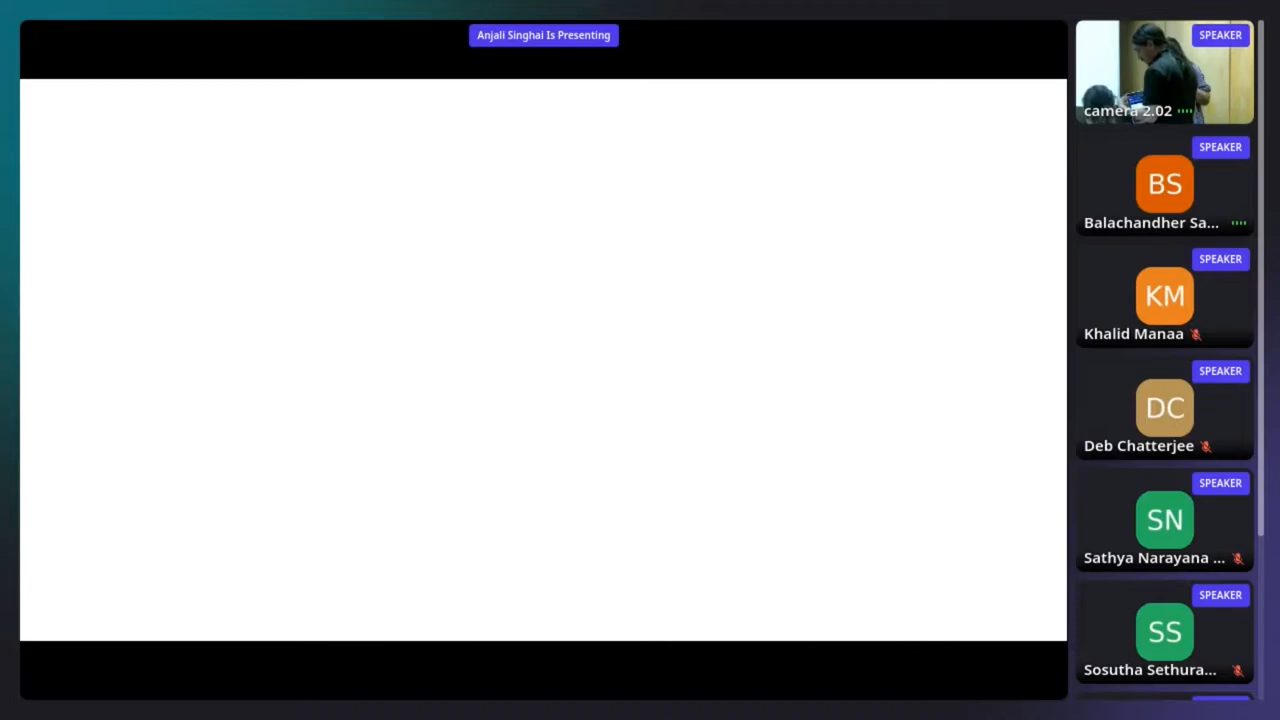 Anjali Singhai Is Presenting
SPEAKER
camera 2.02
SPEAKER
BS
Balachandher Sa...
SPEAKER
KM
Khalid Manaa
SPEAKER
DC
Deb Chatterjee
SPEAKER
SN
Sathya Narayana ...
SPEAKER
SS
Sosutha Sethura...